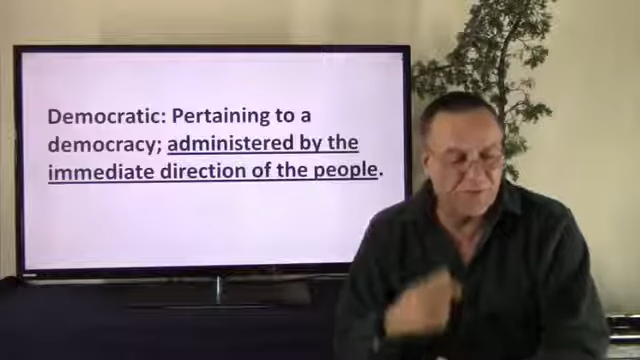 Democratic: Pertaining to a
democracy; administered by the
immediate direction of the people.